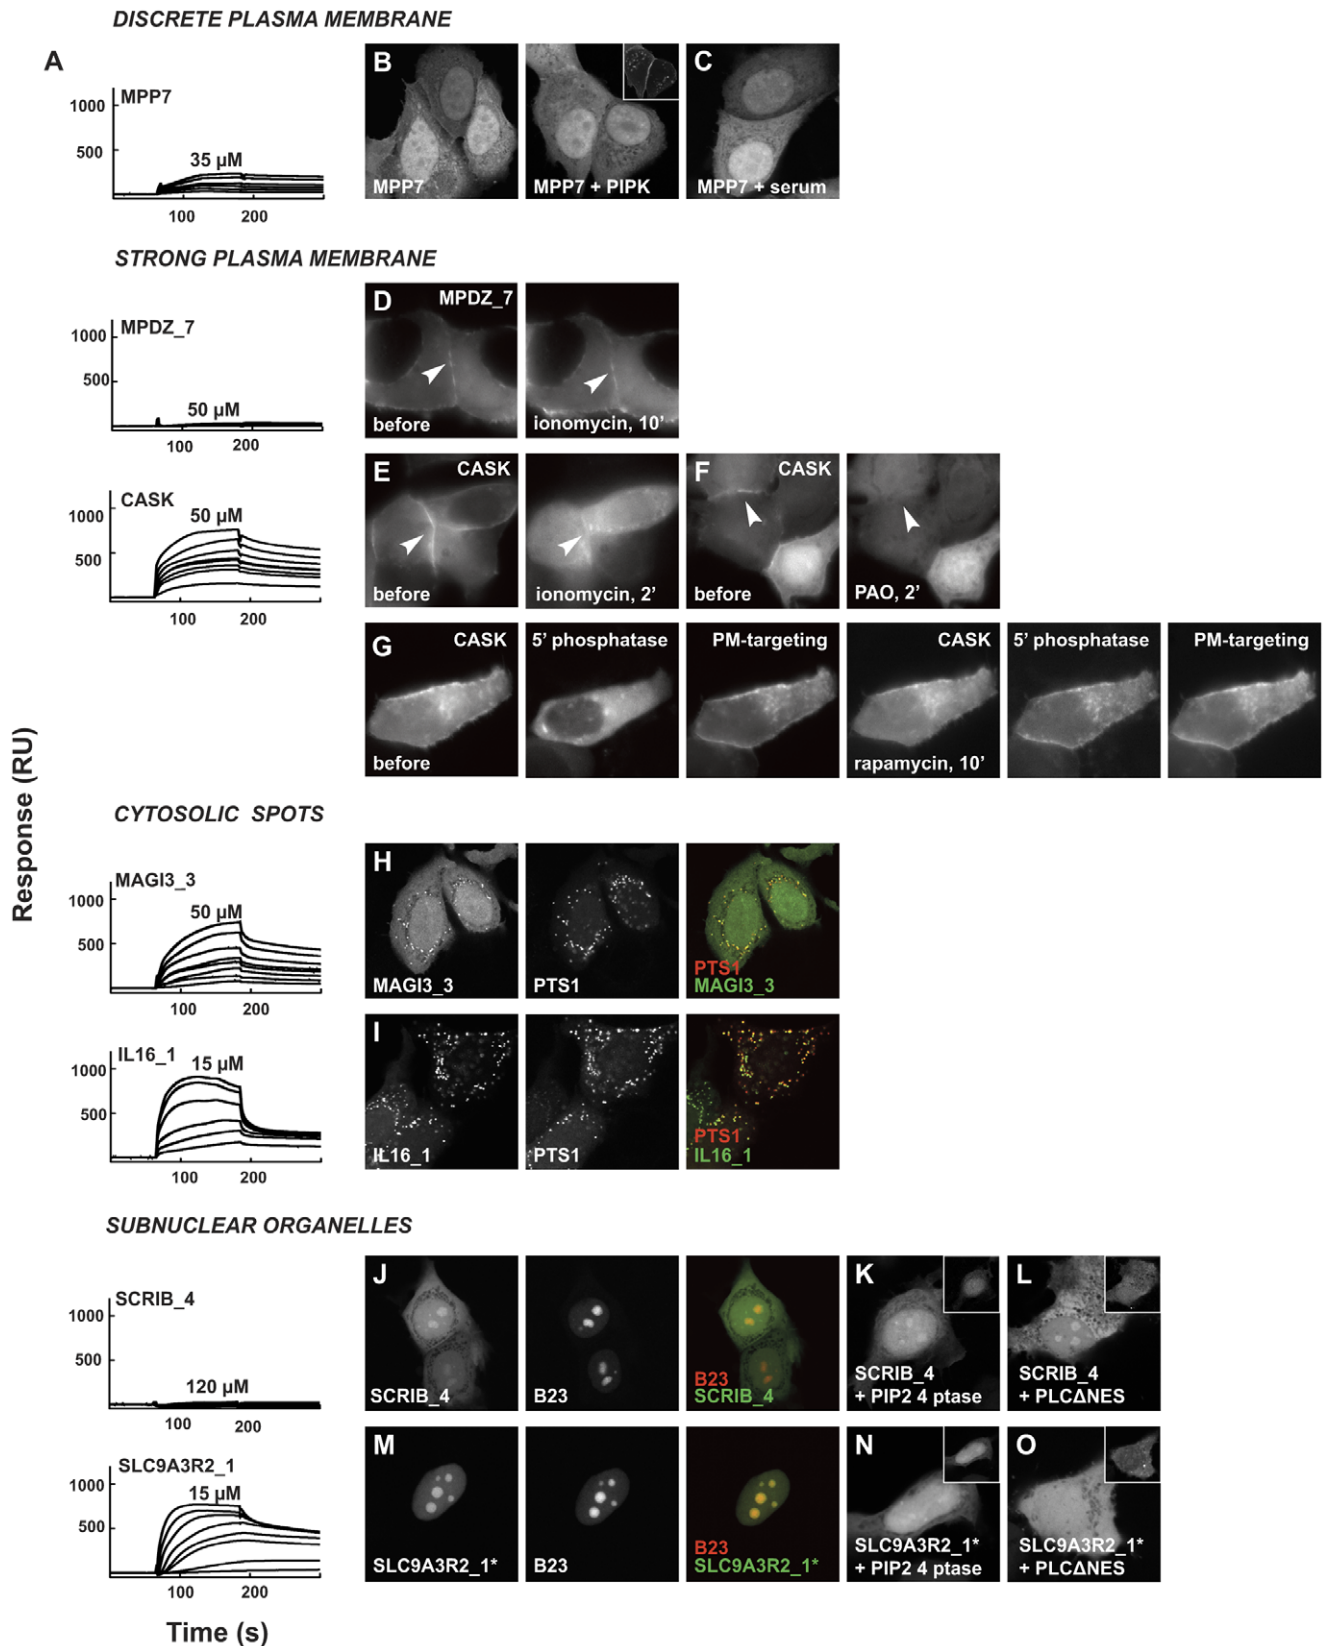 DISCRETE PLASMA MEMBRANE
A
MPP7
1000
500
35 µM
100 200
B
MPP7
MPP7 + PIPK
C
MPP7 + serum
STRONG PLASMA MEMBRANE
MPDZ_7
1000
500
50 µM
100 200
D
MPDZ_7
before
ionomycin, 10’
CASK
1000
500
50 µM
100 200
E
CASK
before
ionomycin, 2’
F
CASK
before
PAO, 2’
G
CASK
5’ phosphatase
PM-targeting
CASK
5’ phosphatase
PM-targeting
before
rapamycin, 10’
Response (RU)
CYTOSOLIC SPOTS
MAGI3_3
1000
500
50 µM
100 200
H
MAGI3_3
PTS1
PTS1
MAGI3_3
IL16_1
1000
500
15 µM
100 200
I
IL16_1
PTS1
PTS1
IL16_1
SUBNUCLEAR ORGANELLES
SCRIB_4
1000
500
120 µM
100 200
J
SCRIB_4
B23
B23
SCRIB_4
K
SCRIB_4
+ PIP2 4 ptase
L
SCRIB_4
+ PLCΔNES
SLC9A3R2_1
1000
500
15 µM
100 200
M
SLC9A3R2_1*
B23
B23
SLC9A3R2_1*
N
SLC9A3R2_1*
+ PIP2 4 ptase
O
SLC9A3R2_1*
+ PLCΔNES
Time (s)